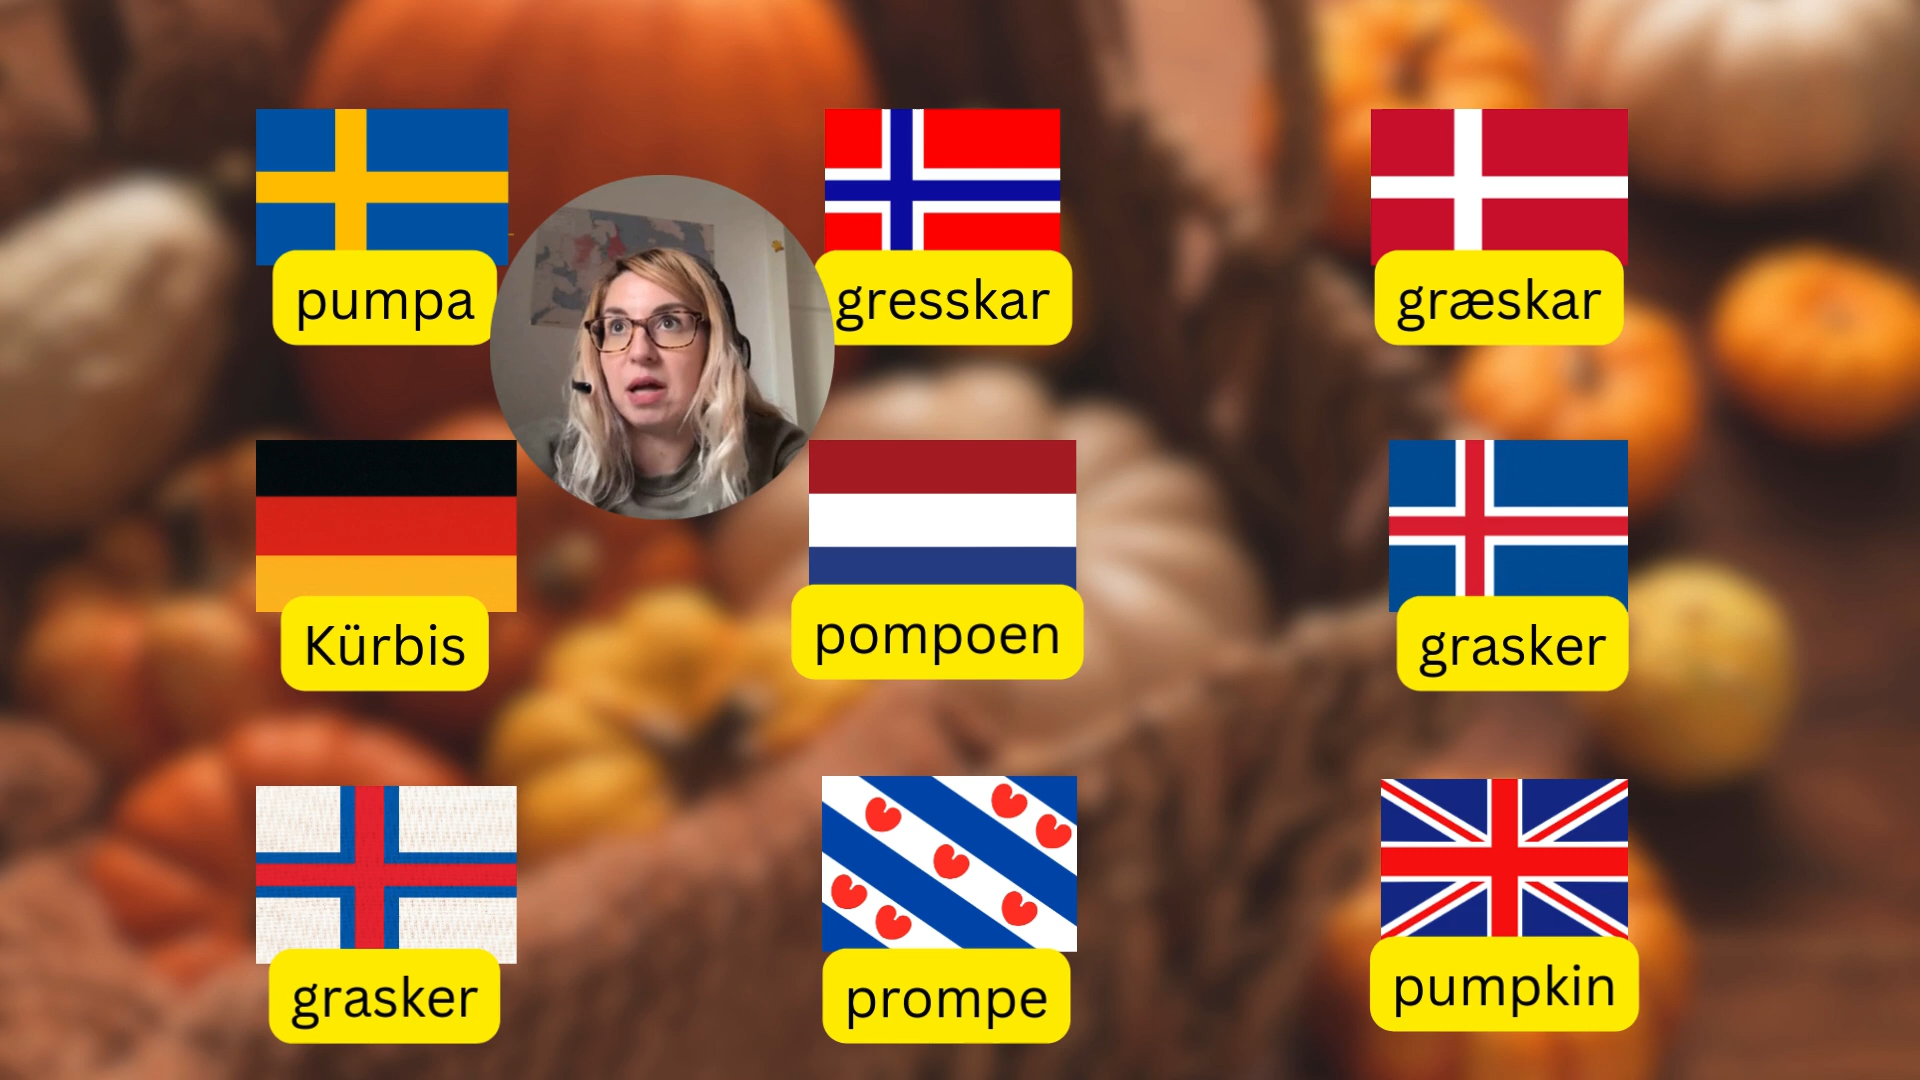 pumpa
gresskar
græskar
Kürbis
pompoen
grasker
grasker
prompe
pumpkin